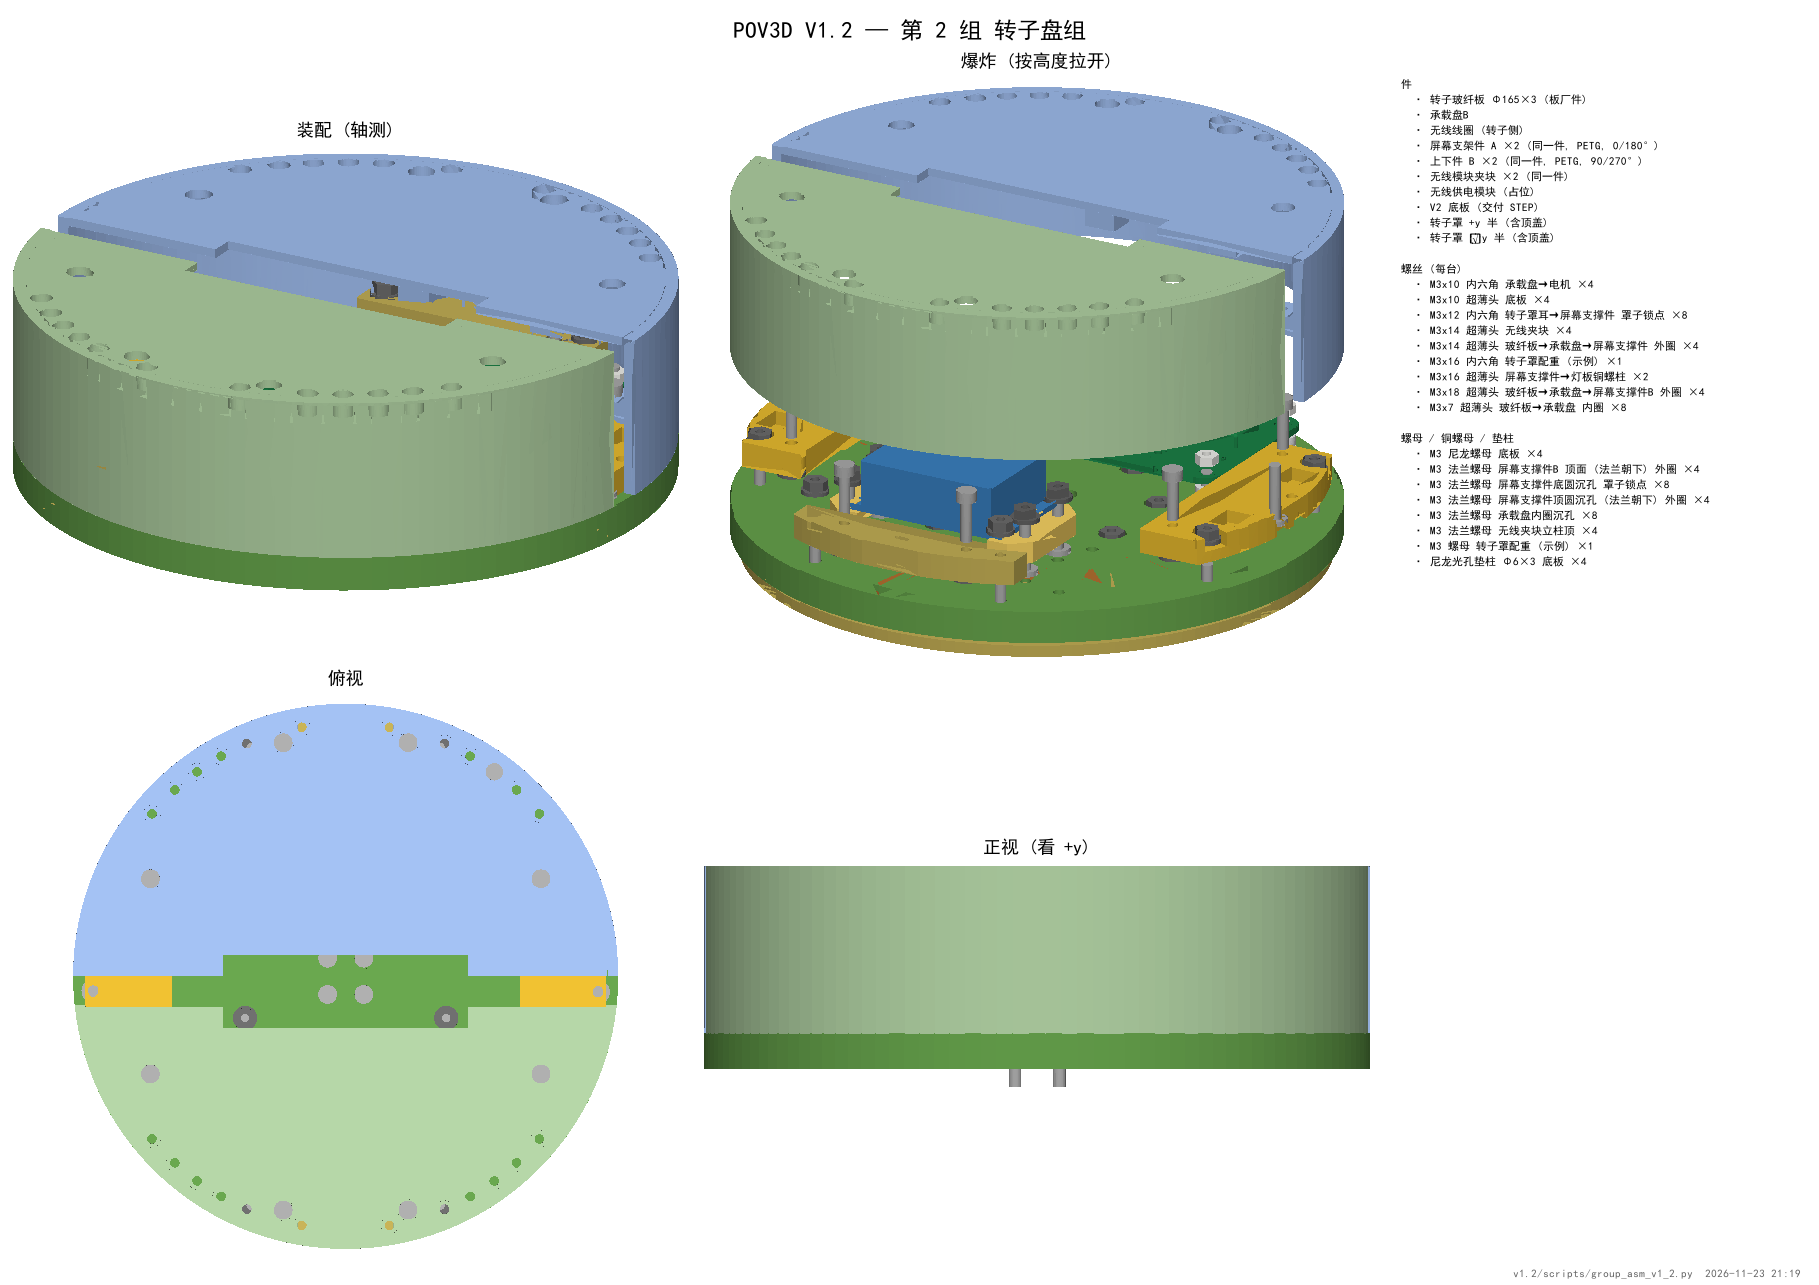 POV3D V1.2 — 第 2 组 转子盘组
爆炸 (按高度拉开)
装配 (轴测)
件
· 转子玻纤板 Φ165×3 (板厂件)
· 承载盘B
· 无线线圈 (转子侧)
· 屏幕支架件 A ×2 (同一件, PETG, 0/180°)
· 上下件 B ×2 (同一件, PETG, 90/270°)
· 无线模块夹块 ×2 (同一件)
· 无线供电模块 (占位)
· V2 底板 (交付 STEP)
· 转子罩 +y 半 (含顶盖)
· 转子罩 y 半 (含顶盖)
螺丝 (每台)
· M3x10 内六角 承载盘→电机 ×4
· M3x10 超薄头 底板 ×4
· M3x12 内六角 转子罩耳→屏幕支撑件 罩子锁点 ×8
· M3x14 超薄头 无线夹块 ×4
· M3x14 超薄头 玻纤板→承载盘→屏幕支撑件 外圈 ×4
· M3x16 内六角 转子罩配重 (示例) ×1
· M3x16 超薄头 屏幕支撑件→灯板铜螺柱 ×2
· M3x18 超薄头 玻纤板→承载盘→屏幕支撑件B 外圈 ×4
· M3x7 超薄头 玻纤板→承载盘 内圈 ×8
螺母 / 铜螺母 / 垫柱
· M3 尼龙螺母 底板 ×4
· M3 法兰螺母 屏幕支撑件B 顶面 (法兰朝下) 外圈 ×4
· M3 法兰螺母 屏幕支撑件底圆沉孔 罩子锁点 ×8
· M3 法兰螺母 屏幕支撑件顶圆沉孔 (法兰朝下) 外圈 ×4
· M3 法兰螺母 承载盘内圈沉孔 ×8
· M3 法兰螺母 无线夹块立柱顶 ×4
· M3 螺母 转子罩配重 (示例) ×1
· 尼龙光孔垫柱 Φ6×3 底板 ×4
俯视
正视 (看 +y)
v1.2/scripts/group_asm_v1_2.py 2026-11-23 21:19